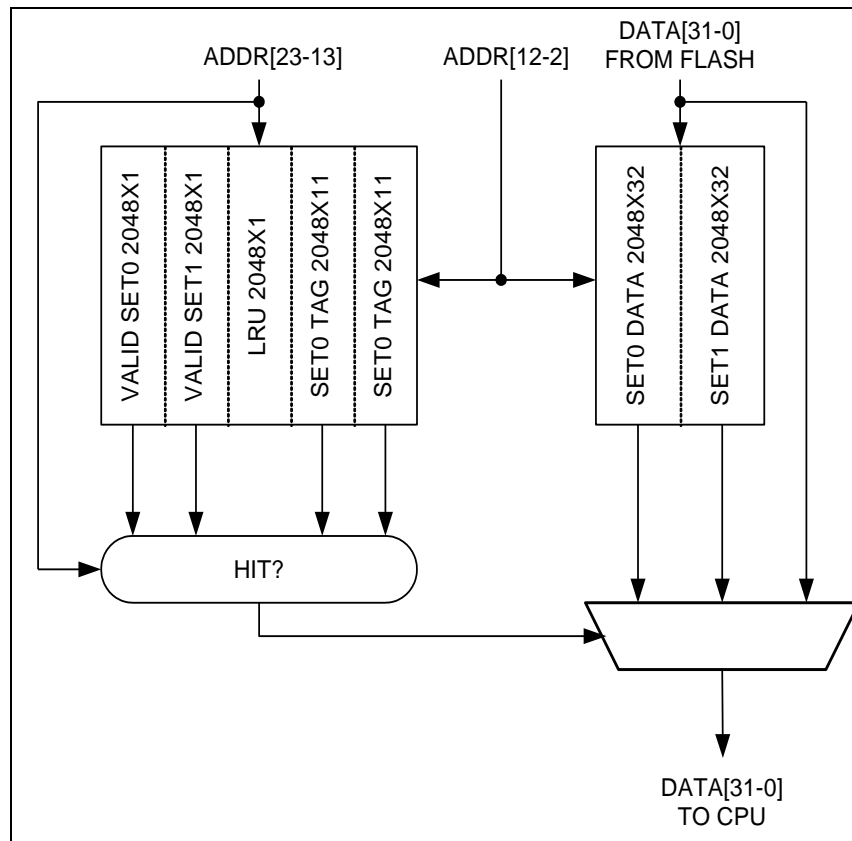 DATA[31-0]
FROM FLASH
ADDR[23-13]
ADDR[12-2]
VALID SET0 2048X1
VALID SET1 2048X1
LRU 2048X1
SET0 TAG 2048X11
SET0 TAG 2048X11
SET0 DATA 2048X32
SET1 DATA 2048X32
HIT?
DATA[31-0]
TO CPU